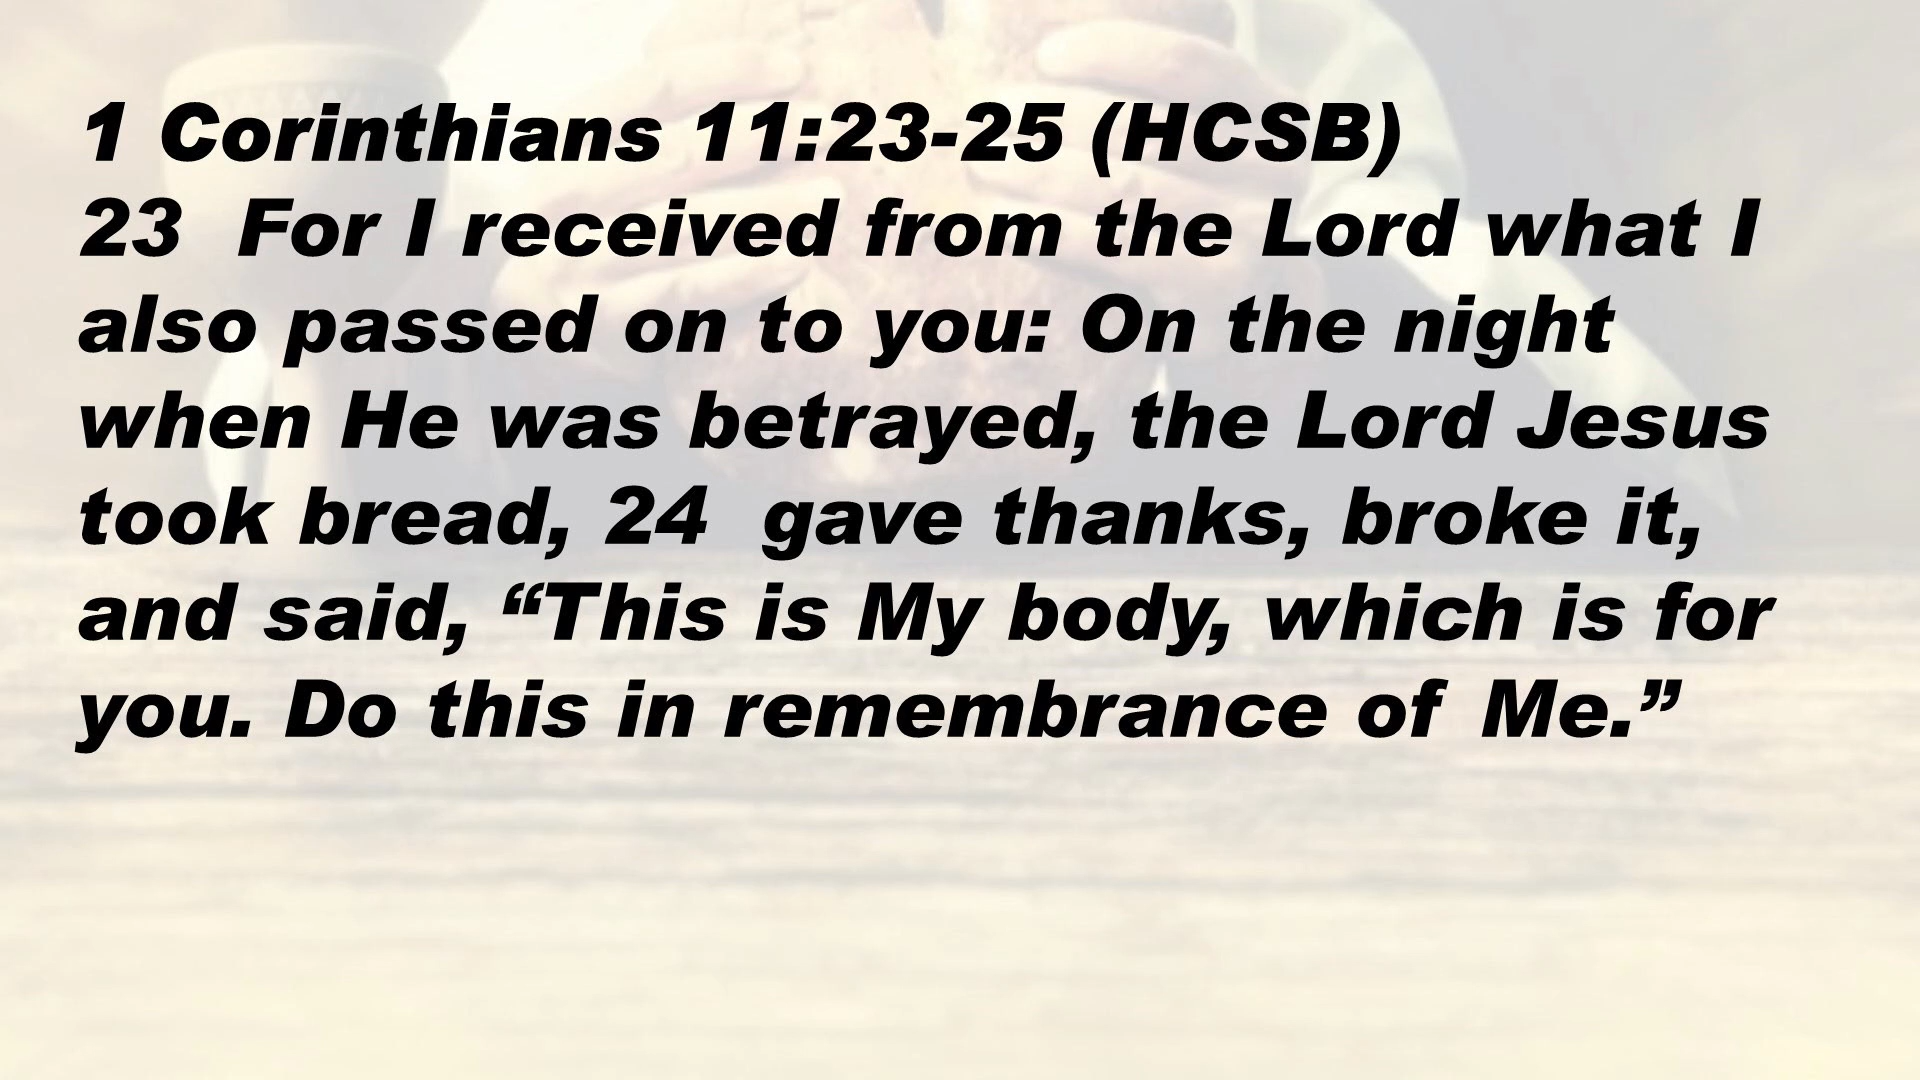 1 Corinthians 11:23-25 (HCSB)
23  For I received from the Lord what I
also passed on to you: On the night
when He was betrayed, the Lord Jesus
took bread, 24  gave thanks, broke it,
and said, “This is My body, which is for
you. Do this in remembrance of Me.”